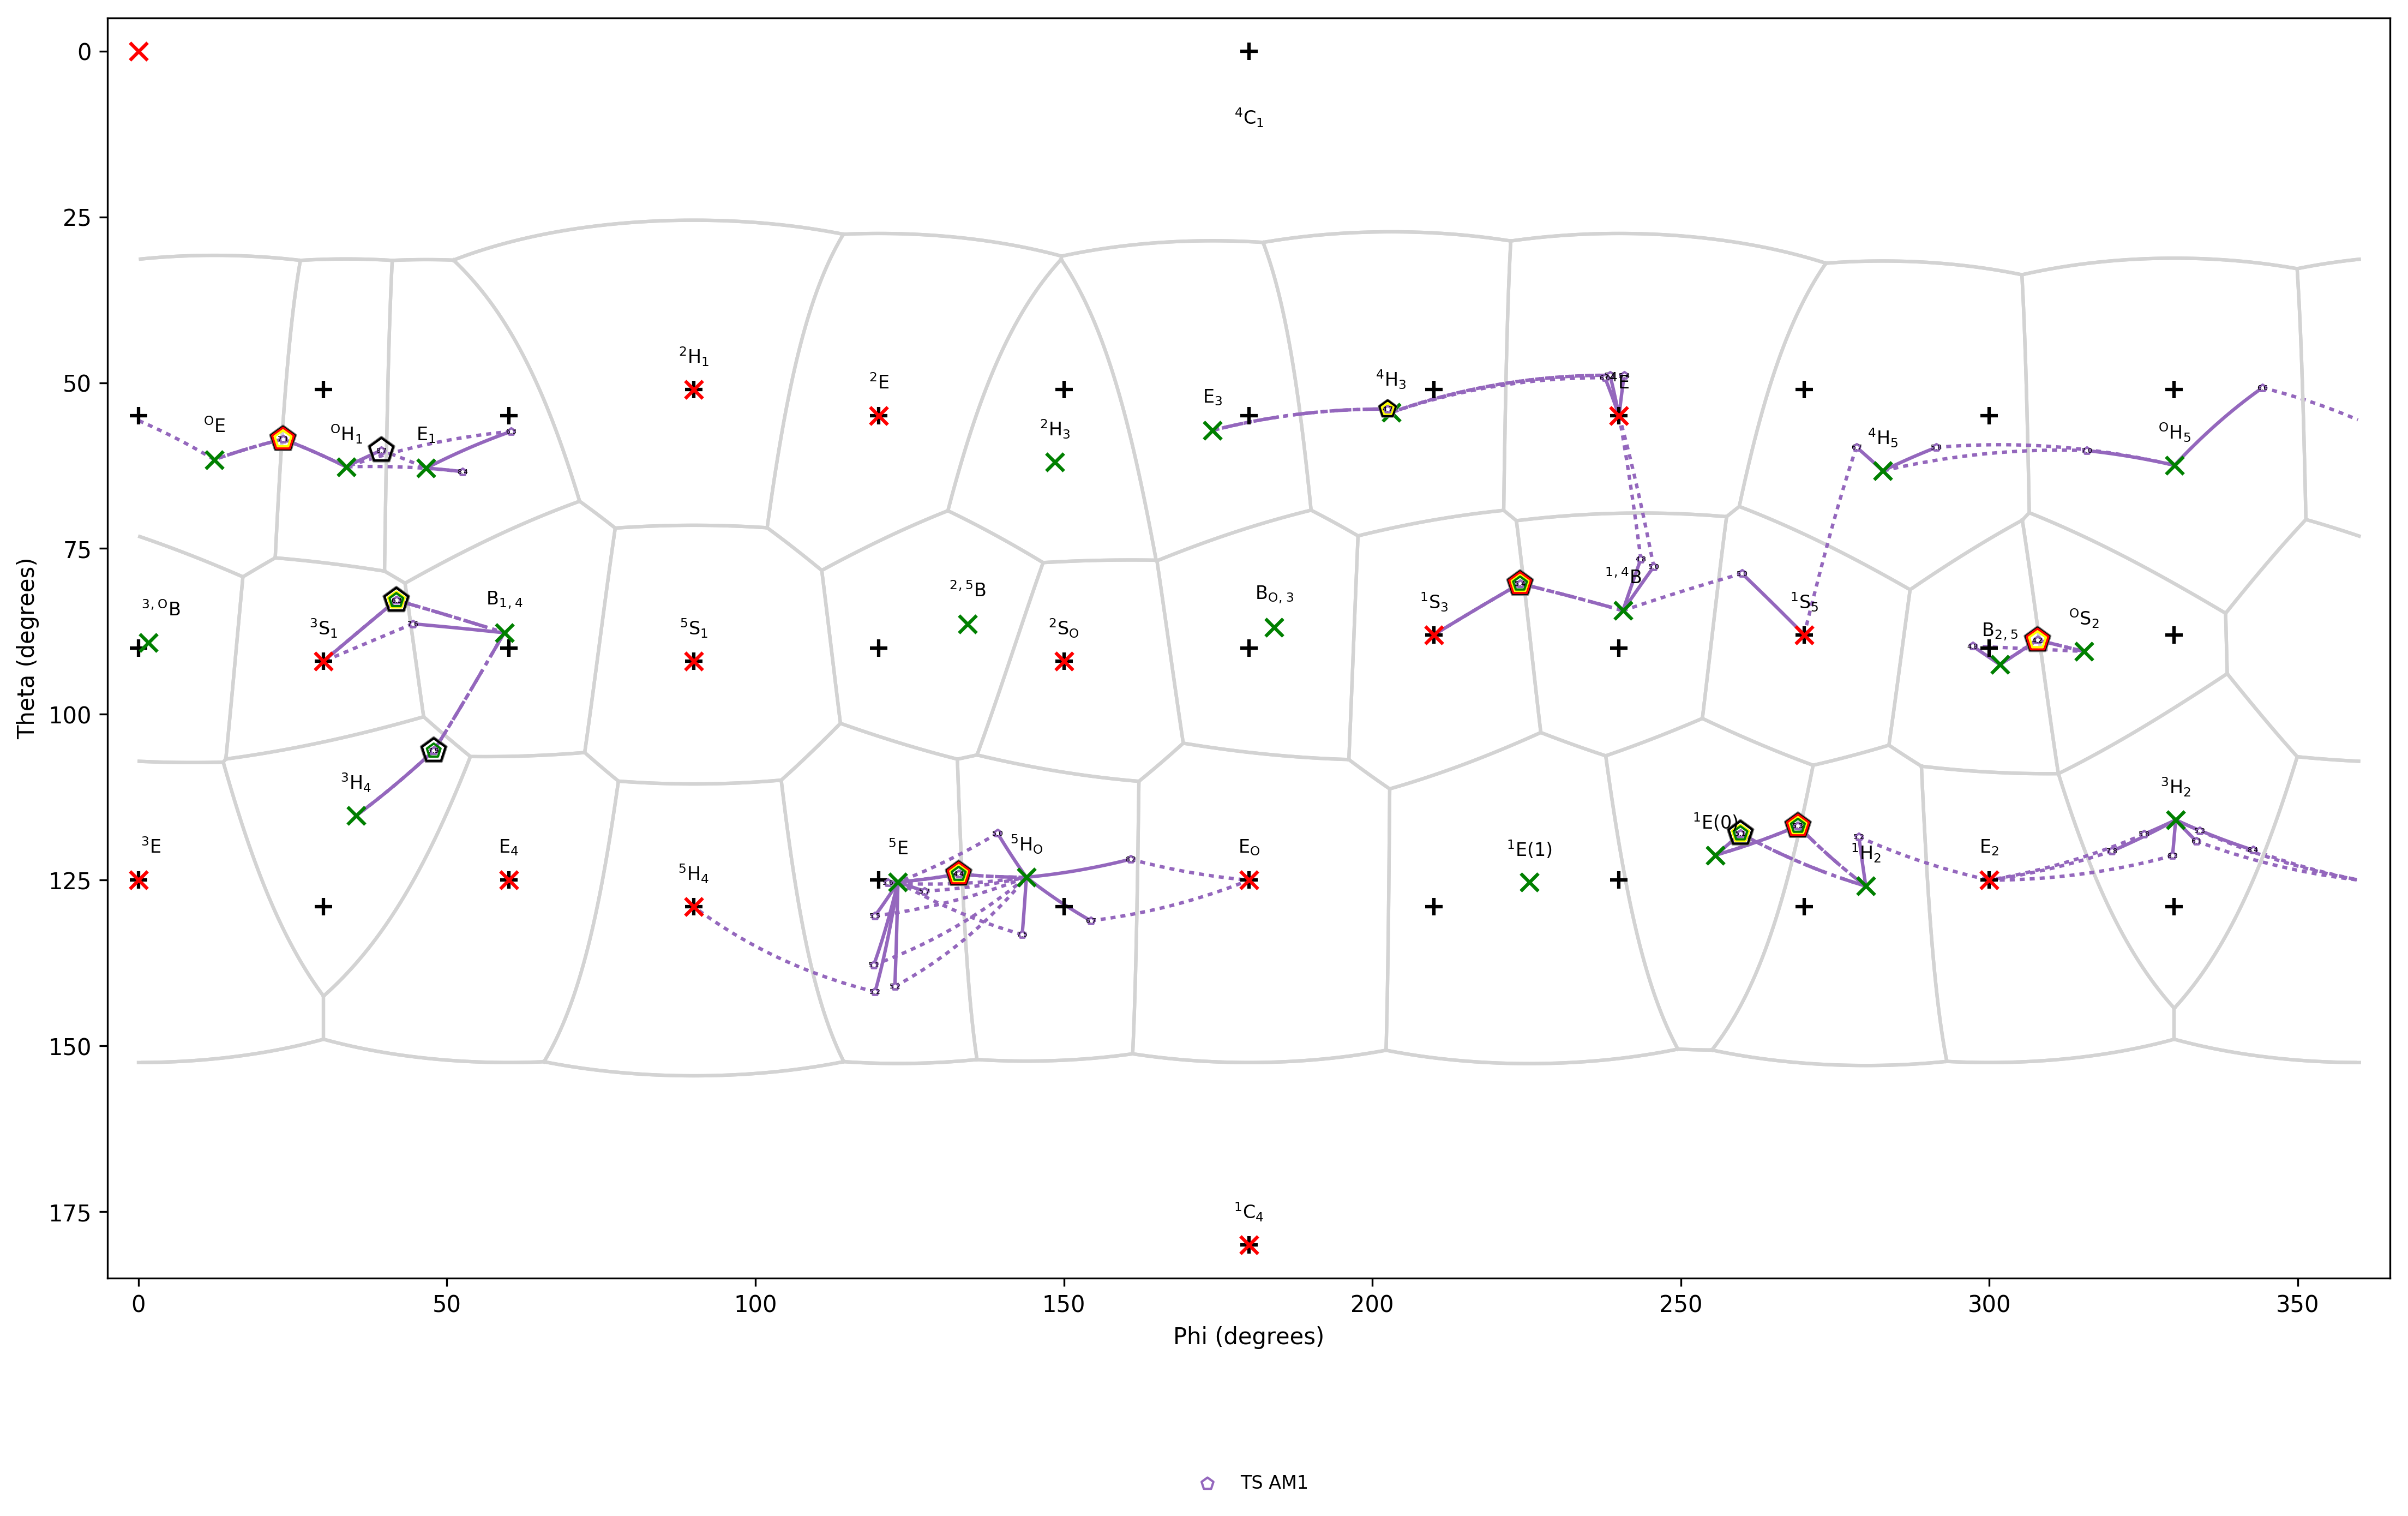 0
⁴C₁
25
²H₁
50
ᴼE
ᴼH₁
E₁
²E
²H₃
E₃
⁴H₃
⁴E
⁴H₅
ᴼH₅
75
³,ᴼB
³S₁
B₁,₄
⁵S₁
²,⁵B
²Sₒ
Bₒ,₃
¹S₃
¹,⁴B
¹S₅
B₂,₅
ᴼS₂
Theta (degrees)
100
³H₄
³H₂
³E
E₄
⁵H₄
⁵E
⁵Hₒ
Eₒ
¹E(1)
¹E(0)
¹H₂
E₂
125
150
175
¹C₄
0
50
100
150
200
250
300
350
Phi (degrees)
TS AM1